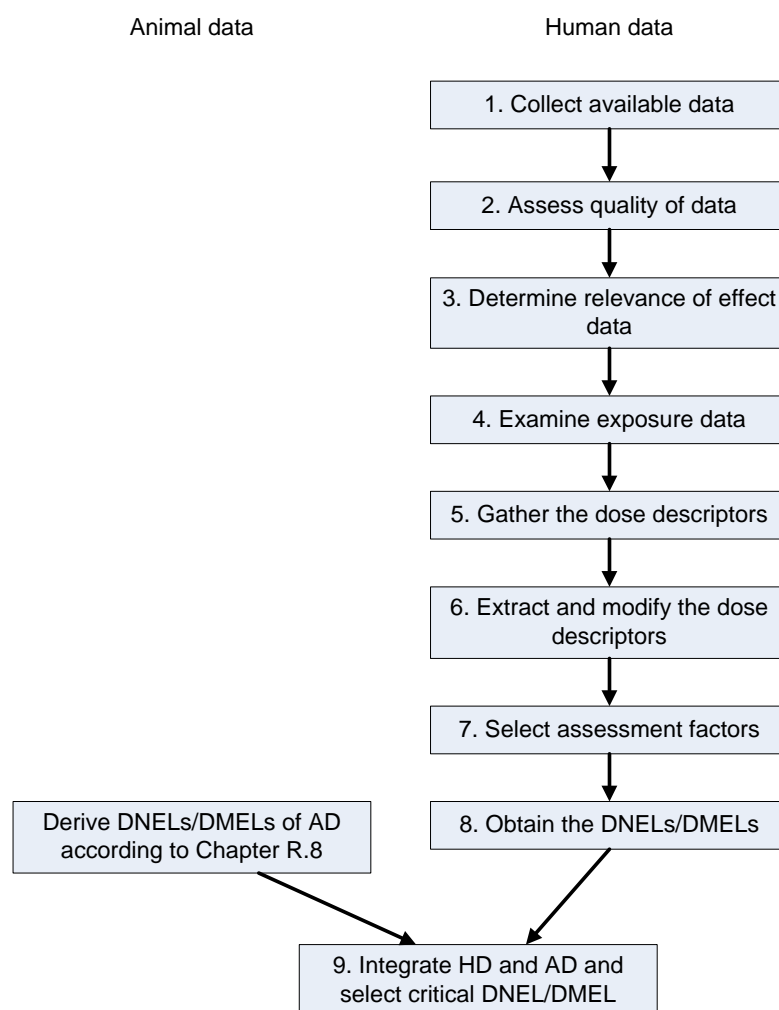 Animal data
Human data
1. Collect available data
2. Assess quality of data
3. Determine relevance of effect
data
4. Examine exposure data
5. Gather the dose descriptors
6. Extract and modify the dose
descriptors
7. Select assessment factors
Derive DNELs/DMELs of AD
according to Chapter R.8
8. Obtain the DNELs/DMELs
9. Integrate HD and AD and
select critical DNEL/DMEL